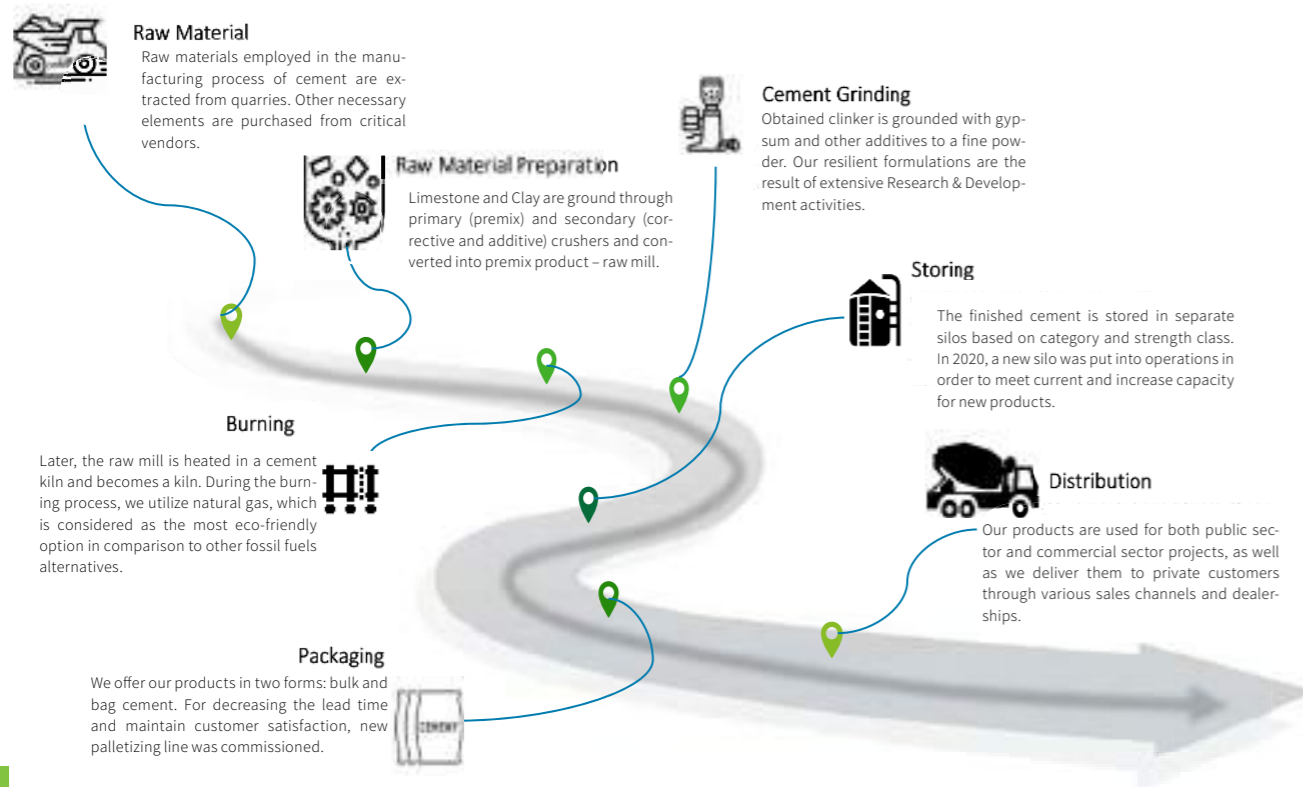 Raw Material
Raw materials employed in the manu-
facturing process of cement are ex-
tracted from quarries. Other necessary
elements are purchased from critical
vendors.
Raw Material Preparation
Limestone and Clay are ground through
primary (premix) and secondary (cor-
rective and additive) crushers and con-
verted into premix product – raw mill.
Burning
Later, the raw mill is heated in a cement
kiln and becomes a kiln. During the burn-
ing process, we utilize natural gas, which
is considered as the most eco-friendly
option in comparison to other fossil fuels
alternatives.
Cement Grinding
Obtained clinker is grounded with gyp-
sum and other additives to a fine pow-
der. Our resilient formulations are the
result of extensive Research & Develop-
ment activities.
Storing
The finished cement is stored in separate
silos based on category and strength class.
In 2020, a new silo was put into operations in
order to meet current and increase capacity
for new products.
Packaging
We offer our products in two forms: bulk and
bag cement. For decreasing the lead time
and maintain customer satisfaction, new
palletizing line was commissioned.
CEMENT
Distribution
Our products are used for both public sec-
tor and commercial sector projects, as well
as we deliver them to private customers
through various sales channels and dealer-
ships.